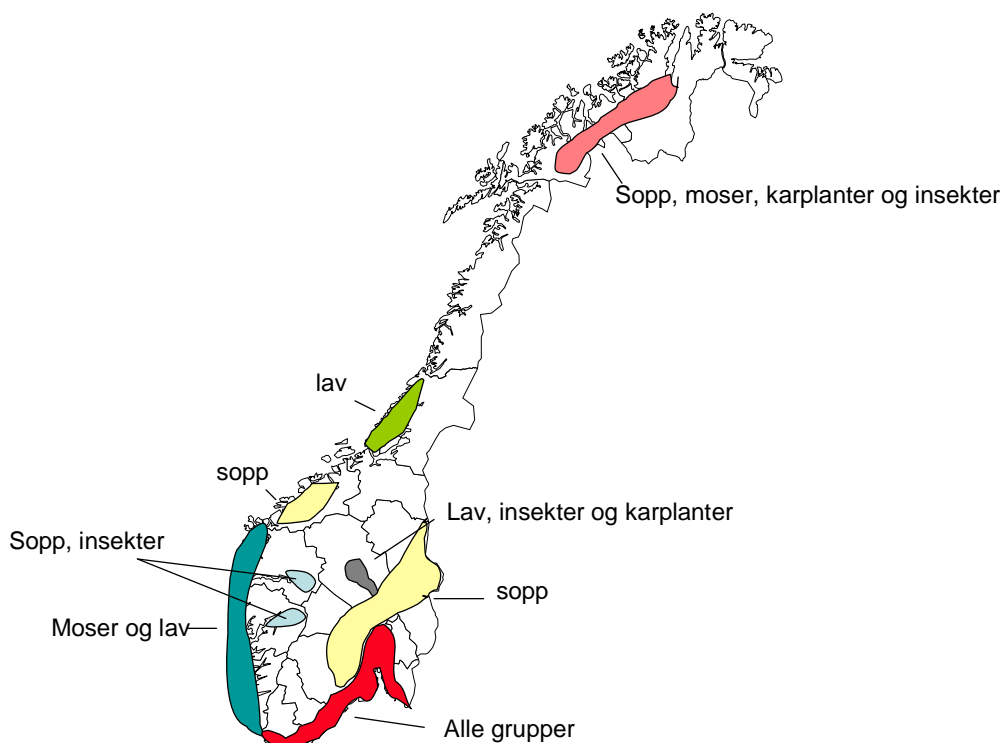 Sopp, moser, karplanter og insekter
lav
sopp
Lav, insekter og karplanter
Sopp, insekter
sopp
Moser og lav
Alle grupper